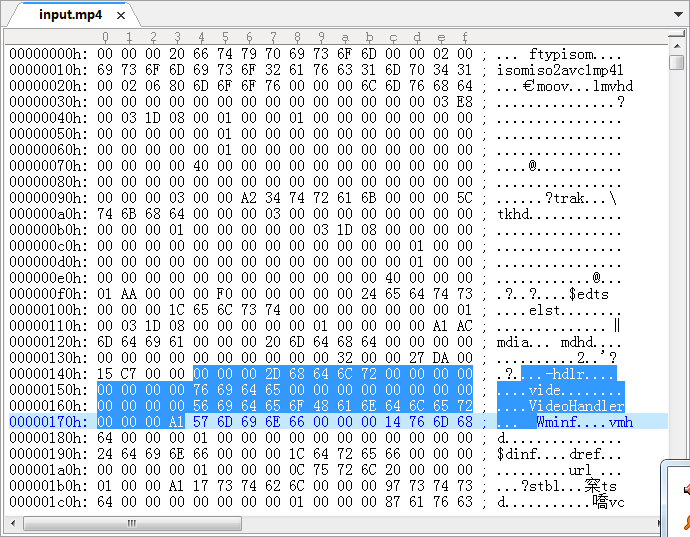 input.mp4
0 1 2 3 4 5 6 7 8 9 a b c d e f
00000000h: 00 00 00 20 66 74 79 70 69 73 6F 6D 00 00 02 00 ; ... ftypisom....
00000010h: 69 73 6F 6D 69 73 6F 32 61 76 63 31 6D 70 34 31 isomiso2avc1mp41
00000020h: 00 02 06 80 6D 6F 6F 76 00 00 00 6C 6D 76 68 64 ; ...€moov...lmvhd
00000030h: 00 00 00 00 00 00 00 00 00 00 00 00 00 00 03 E8 ; ...............?
00000040h: 00 03 1D 08 00 01 00 00 01 00 00 00 00 00 00 00 ; ................
00000050h: 00 00 00 00 00 01 00 00 00 00 00 00 00 00 00 00 ; ................
00000060h: 00 00 00 00 00 01 00 00 00 00 00 00 00 00 00 00 ; ................
00000070h: 00 00 00 00 40 00 00 00 00 00 00 00 00 00 00 00 ; ....@...........
00000080h: 00 00 00 00 00 00 00 00 00 00 00 00 00 00 00 00 ; ................
00000090h: 00 00 00 03 00 00 A2 34 74 72 61 6B 00 00 00 5C ; ......?trak...\
000000a0h: 74 6B 68 64 00 00 00 03 00 00 00 00 00 00 00 00 ; tkhd............
000000b0h: 00 00 00 01 00 00 00 00 00 03 1D 08 00 00 00 00 ; ................
000000c0h: 00 00 00 00 00 00 00 00 00 00 00 00 00 01 00 00 ; ................
000000d0h: 00 00 00 00 00 00 00 00 00 00 00 00 00 01 00 00 ; ................
000000e0h: 00 00 00 00 00 00 00 00 00 00 00 00 40 00 00 00 ; ............@...
000000f0h: 01 AA 00 00 00 F0 00 00 00 00 00 24 65 64 74 73 ; .?..?....$edts
00000100h: 00 00 00 1C 65 6C 73 74 00 00 00 00 00 00 00 01 ; ....elst........
00000110h: 00 03 1D 08 00 00 00 00 00 01 00 00 00 00 A1 AC ; ..............‖
00000120h: 6D 64 69 61 00 00 00 20 6D 64 68 64 00 00 00 00 ; mdia... mdhd....
00000130h: 00 00 00 00 00 00 00 00 00 00 32 00 00 27 DA 00 ; ..........2..'?
00000140h: 15 C7 00 00 00 00 00 2D 68 64 6C 72 00 00 00 00 ; .?....-hdlr....
00000150h: 00 00 00 00 76 69 64 65 00 00 00 00 00 00 00 00 ; ....vide........
00000160h: 00 00 00 00 56 69 64 65 6F 48 61 6E 64 6C 65 72 ; ....VideoHandler
00000170h: 00 00 00 A1 57 6D 69 6E 66 00 00 00 14 76 6D 68 ; ... Wminf....vmh
00000180h: 64 00 00 00 01 00 00 00 00 00 00 00 00 00 00 00 ; d...............
00000190h: 24 64 69 6E 66 00 00 00 1C 64 72 65 66 00 00 00 ; $dinf....dref...
000001a0h: 00 00 00 00 01 00 00 00 0C 75 72 6C 20 00 00 00 ; .........url ...
000001b0h: 01 00 00 A1 17 73 74 62 6C 00 00 00 97 73 74 73 ; ...?stbl...梥ts
000001c0h: 64 00 00 00 00 00 00 00 01 00 00 00 87 61 76 63 ; d...........嘺vc